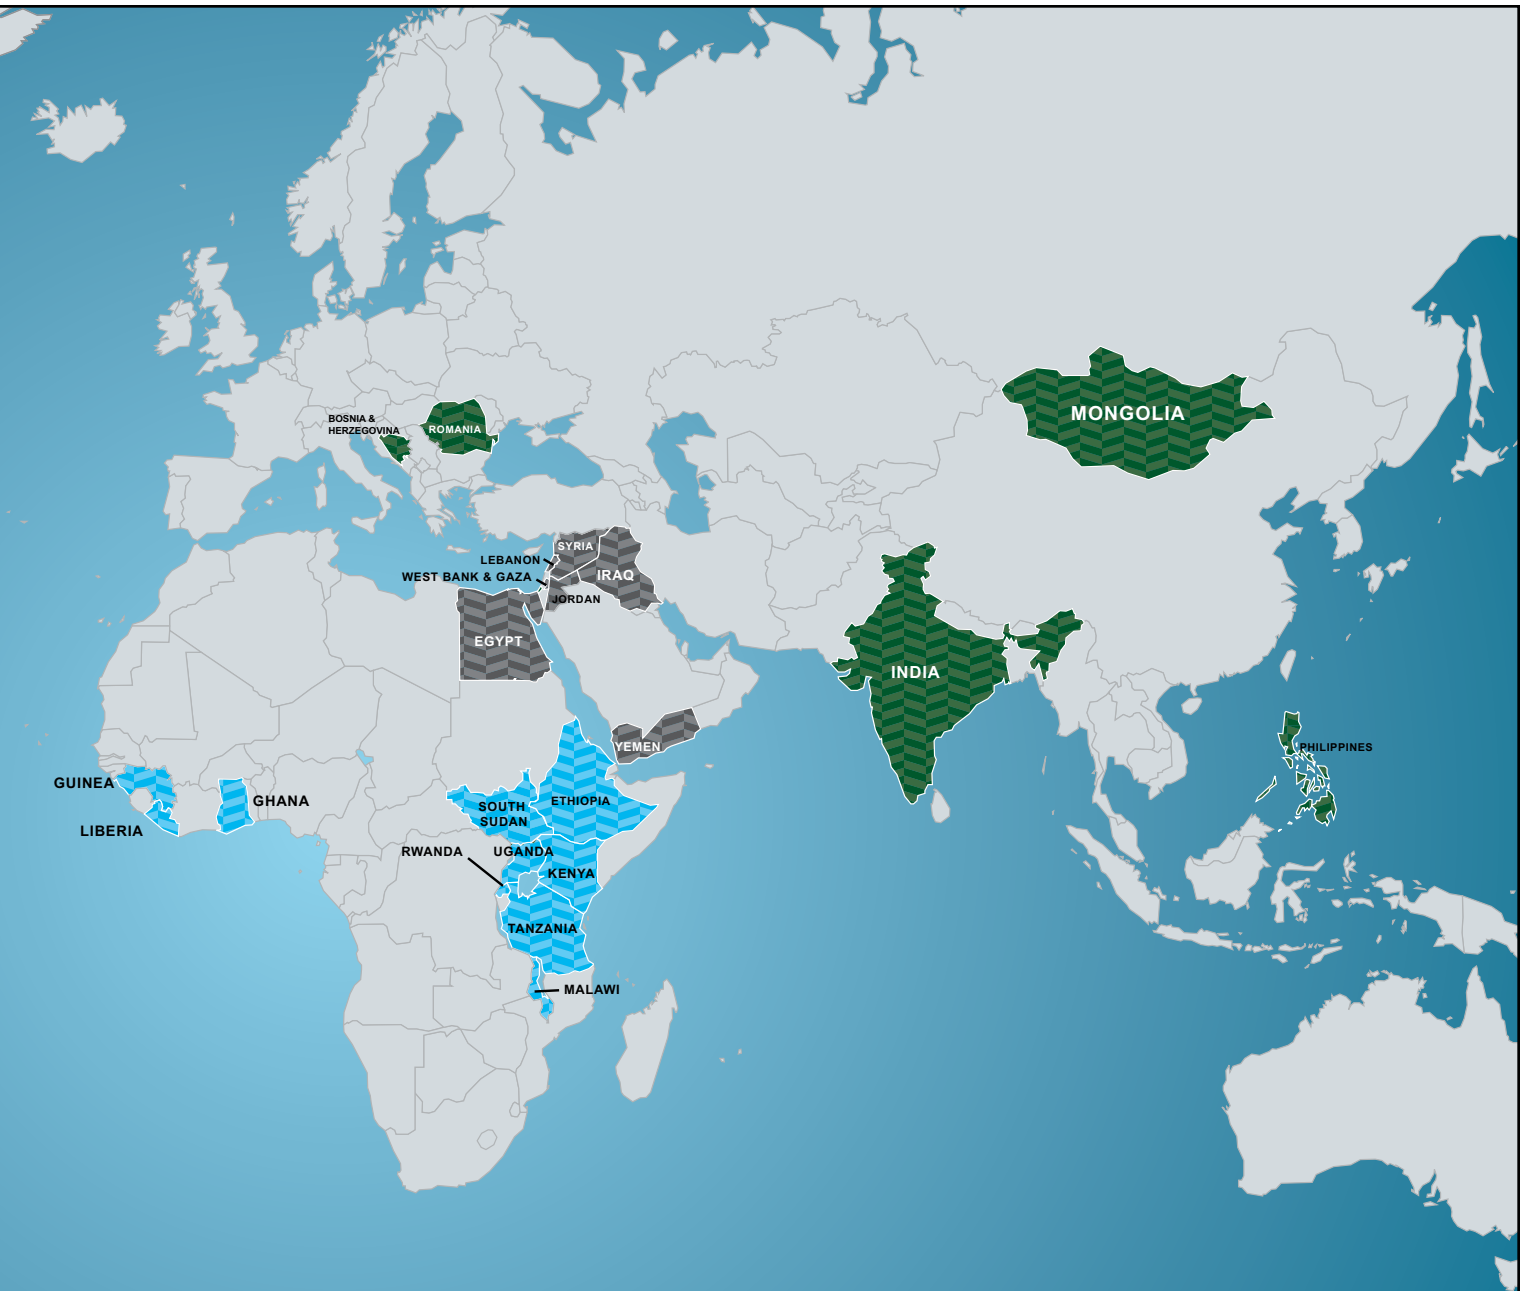 MONGOLIA
BOSNIA &
HERZEGOVINA
ROMANIA
SYRIA
LEBANON
IRAQ
WEST BANK & GAZA
JORDAN
EGYPT
INDIA
YEMEN
PHILIPPINES
GUINEA
GHANA
LIBERIA
ETHIOPIA
SOUTH
SUDAN
RWANDA
UGANDA
KENYA
TANZANIA
MALAWI